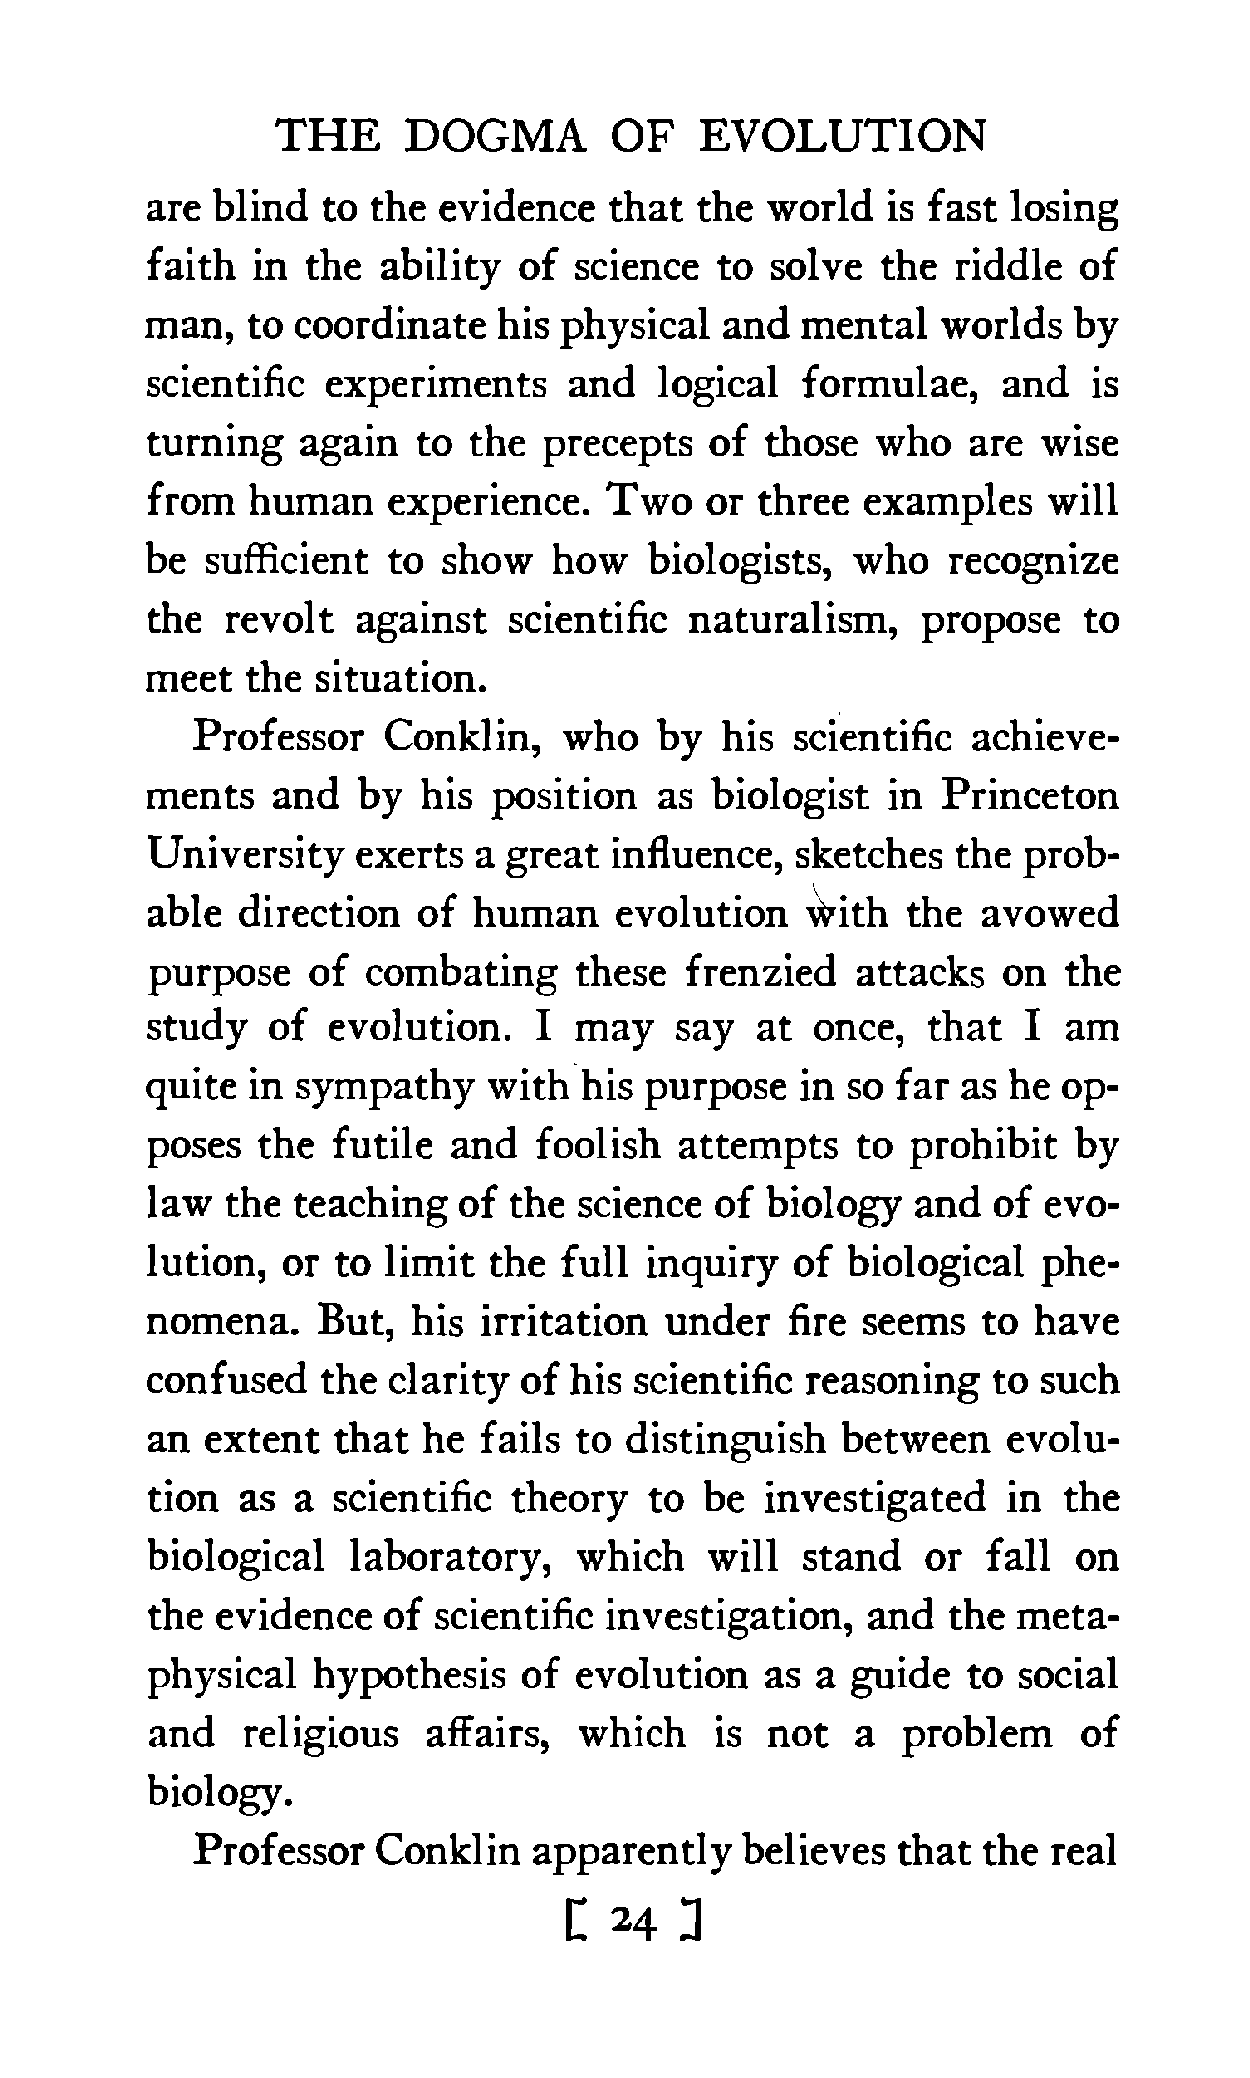 THE DOGMA OF EVOLUTION
are blind to the evidence that the world is fast losing
faith in the ability of science to solve the riddle of
man, to coordinate his physical and mental worlds by
scientific experiments and logical formulae, and is
turning again to the precepts of those who are wise
from human experience. Two or three examples will
be sufficient to show how biologists, who recognize
the revolt against scientific naturalism, propose to
meet the situation.
Professor Conklin, who by his scientific achieve-
ments and by his position as biologist in Princeton
University exerts a great influence, sketches the prob-
able direction of human evolution with the avowed
purpose of combating these frenzied attacks on the
study of evolution. I may say at once, that I am
quite in sympathy with his purpose in so far as he op-
poses the futile and foolish attempts to prohibit by
law the teaching of the science of biology and of evo-
lution, or to limit the full inquiry of biological phe-
nomena. But, his irritation under fire seems to have
confused the clarity of his scientific reasoning to such
an extent that he fails to distinguish between evolu-
tion as a scientific theory to be investigated in the
biological laboratory, which will stand or fall on
the evidence of scientific investigation, and the meta-
physical hypothesis of evolution as a guide to social
and religious affairs, which is not a problem of
biology.
Professor Conklin apparently believes that the real
[ 24 ]